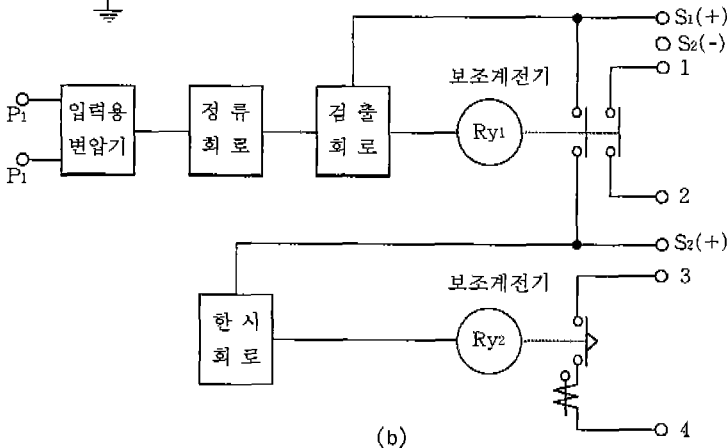 S₁(+)
S₂(-)
1
보조계전기
P₁
입력용
변압기
정 류
회 로
검 출
회 로
Ry₁
P₁
2
S₂(+)
3
보조계전기
한 시
회 로
Ry₂
4
(b)